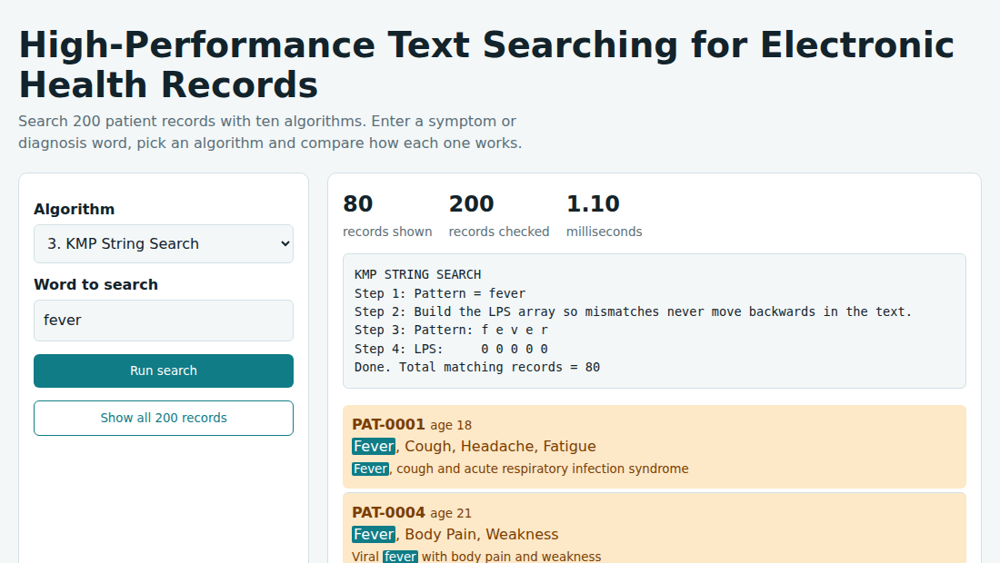 High-Performance Text Searching for Electronic
Health Records
Search 200 patient records with ten algorithms. Enter a symptom or
diagnosis word, pick an algorithm and compare how each one works.
Algorithm
3. KMP String Search
Word to search
fever
Run search
Show all 200 records
80 200 1.10
records shown records checked milliseconds
KMP STRING SEARCH
Step 1: Pattern = fever
Step 2: Build the LPS array so mismatches never move backwards in the text.
Step 3: Pattern: f e v e r
Step 4: LPS:     0 0 0 0 0
Done. Total matching records = 80
PAT-0001 age 18
Fever, Cough, Headache, Fatigue
Fever, cough and acute respiratory infection syndrome
PAT-0004 age 21
Fever, Body Pain, Weakness
Viral fever with body pain and weakness